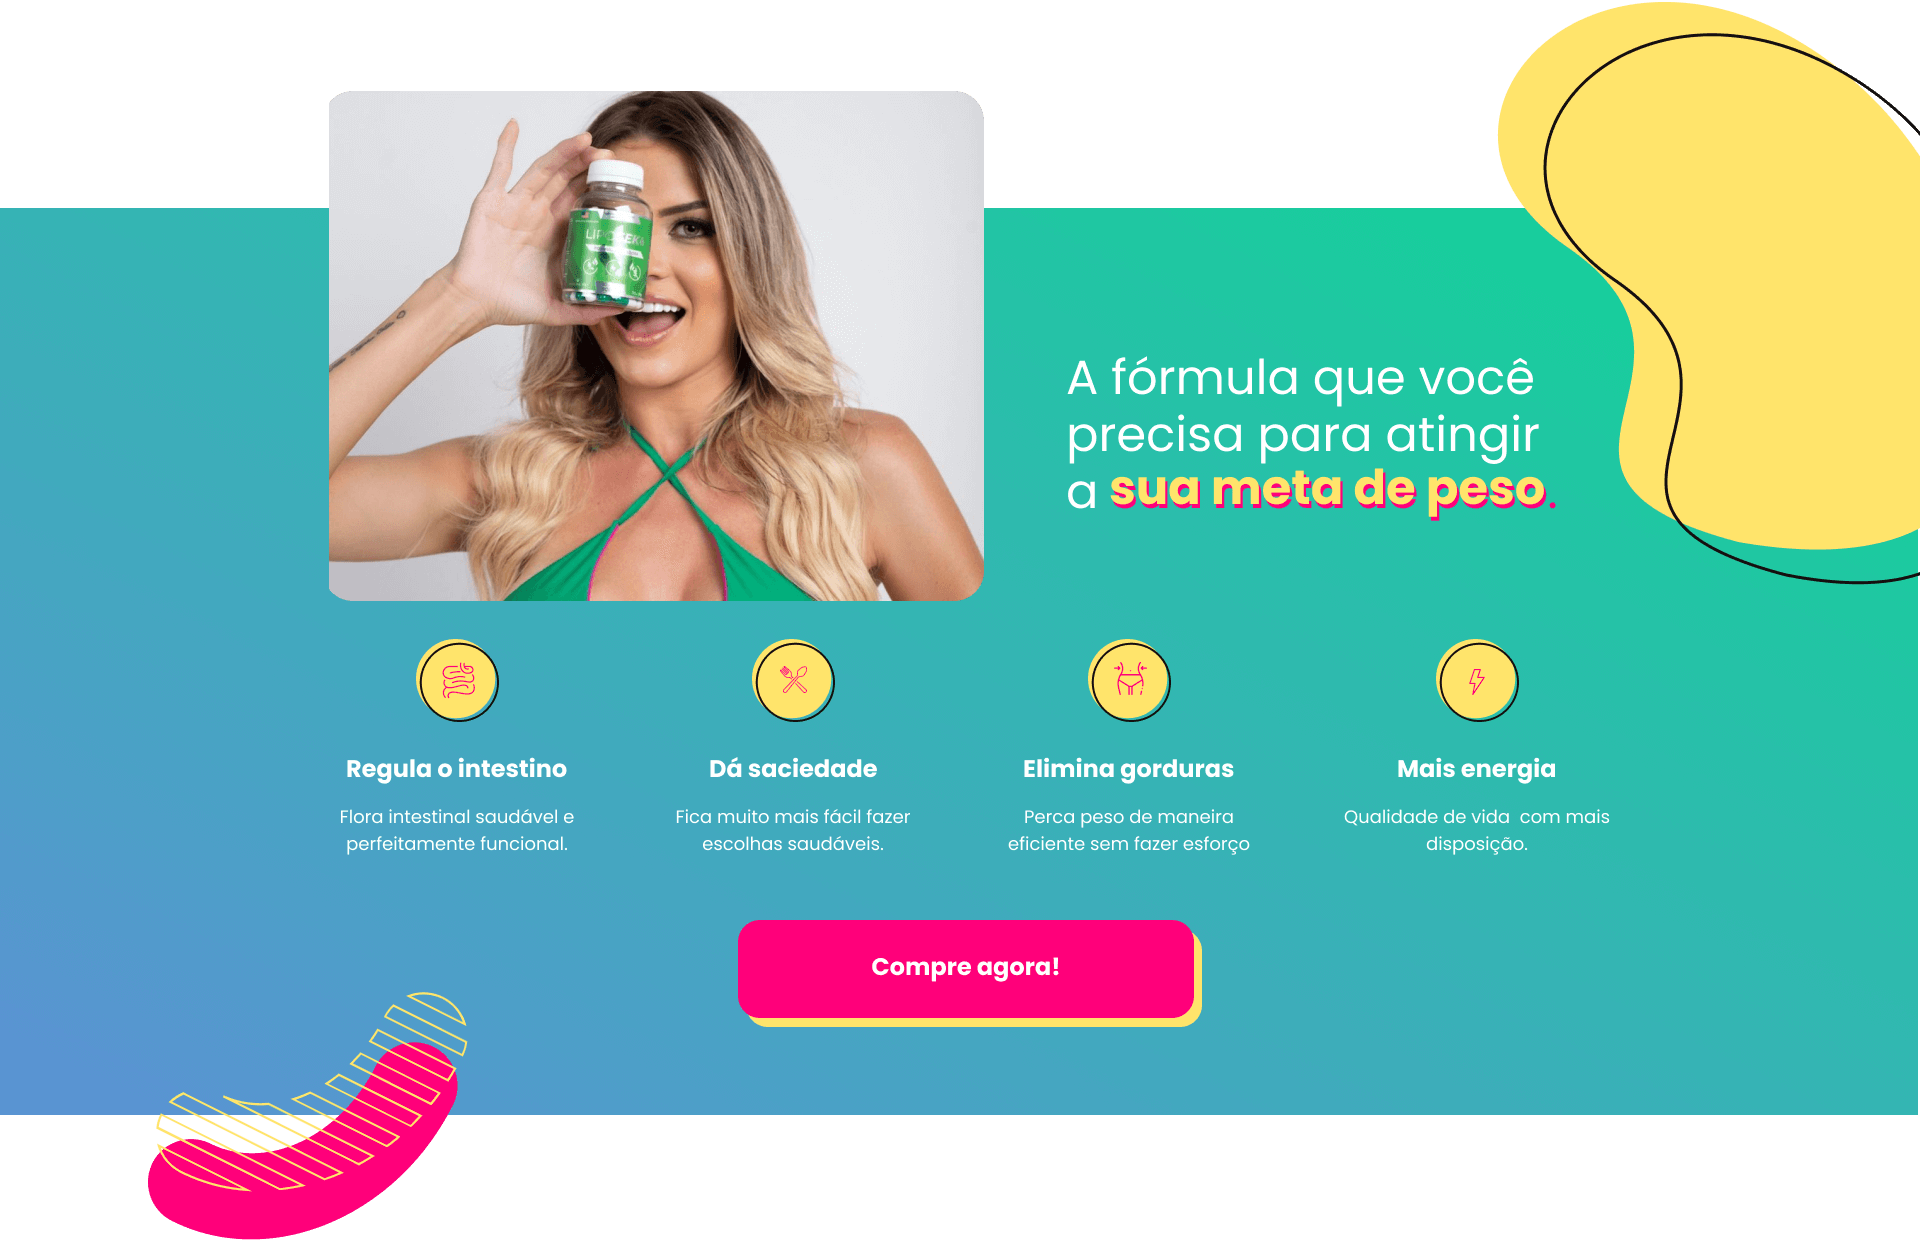 A fórmula que você
precisa para atingir
a sua meta de peso.
Regula o intestino
Flora intestinal saudável e
perfeitamente funcional.
Dá saciedade
Fica muito mais fácil fazer
escolhas saudáveis.
Elimina gorduras
Perca peso de maneira
eficiente sem fazer esforço
Mais energia
Qualidade de vida  com mais
disposição.
Compre agora!